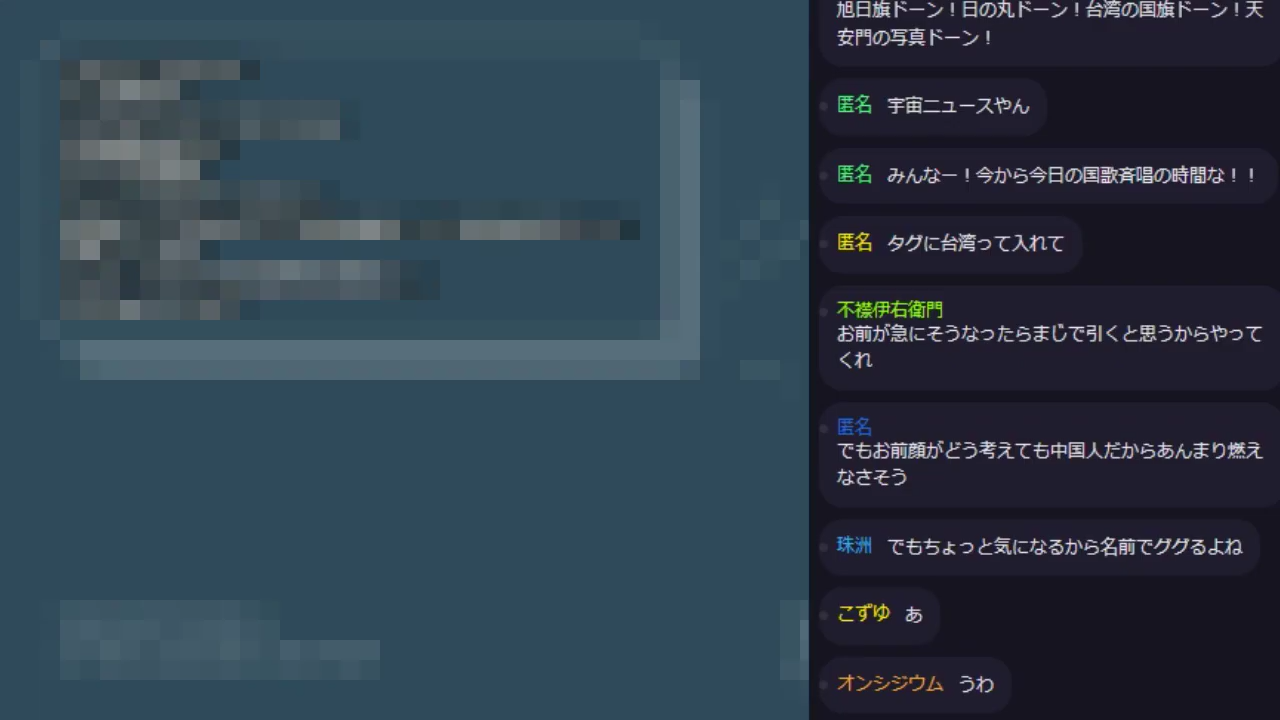 旭日旗ドーン！日の丸ドーン！台湾の国旗ドーン！天
安門の写真ドーン！
匿名 宇宙ニュースやん
匿名 みんなー！今から今日の国歌斉唱の時間な！！
匿名 タグに台湾って入れて
不襟伊右衛門
お前が急にそうなったらまじで引くと思うからやって
くれ
匿名
でもお前顔がどう考えても中国人だからあんまり燃え
なさそう
珠洲 でもちょっと気になるから名前でググるよね
こずゆ あ
オンシジウム うわ